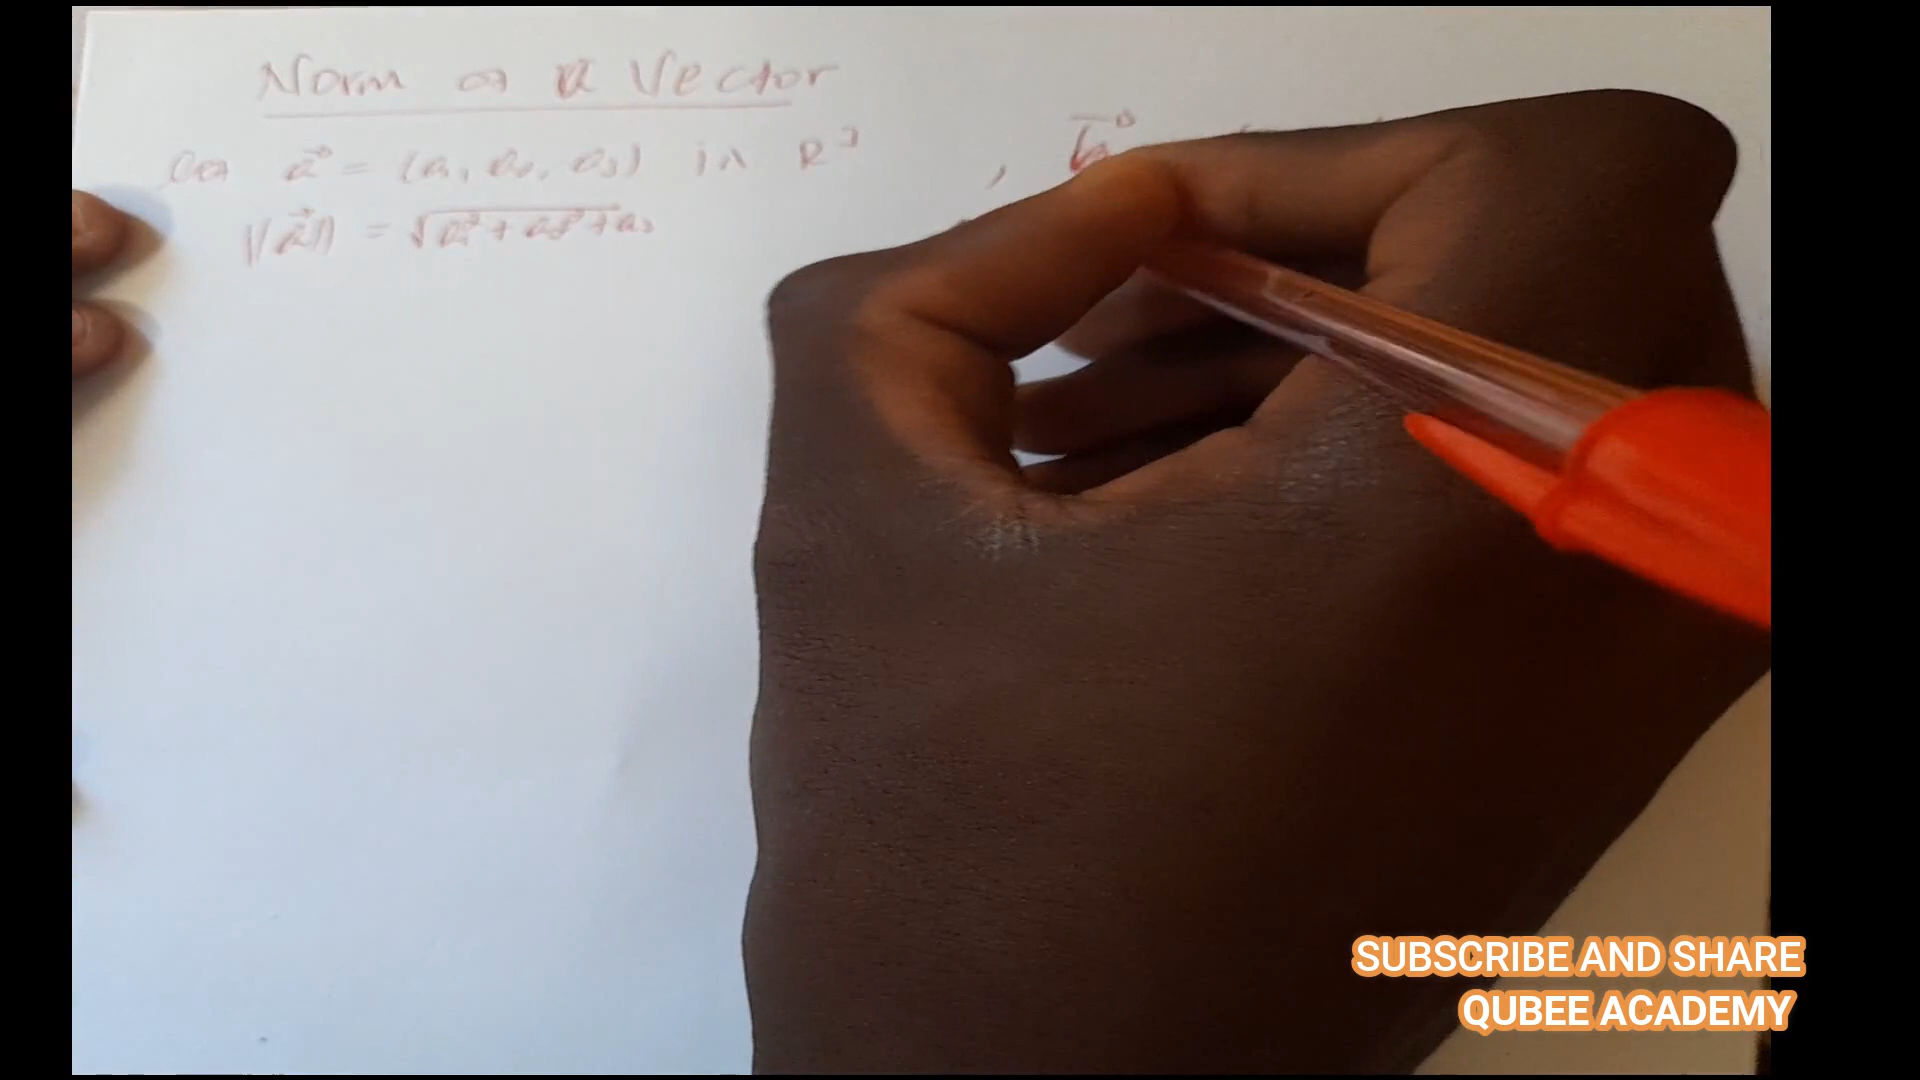 Norm of a Vector
Let a⃗ = (a₁, a₂, a₃) in R³ , b⃗
||a⃗|| = √a₁² + a₂² + a₃
SUBSCRIBE AND SHARE
QUBEE ACADEMY